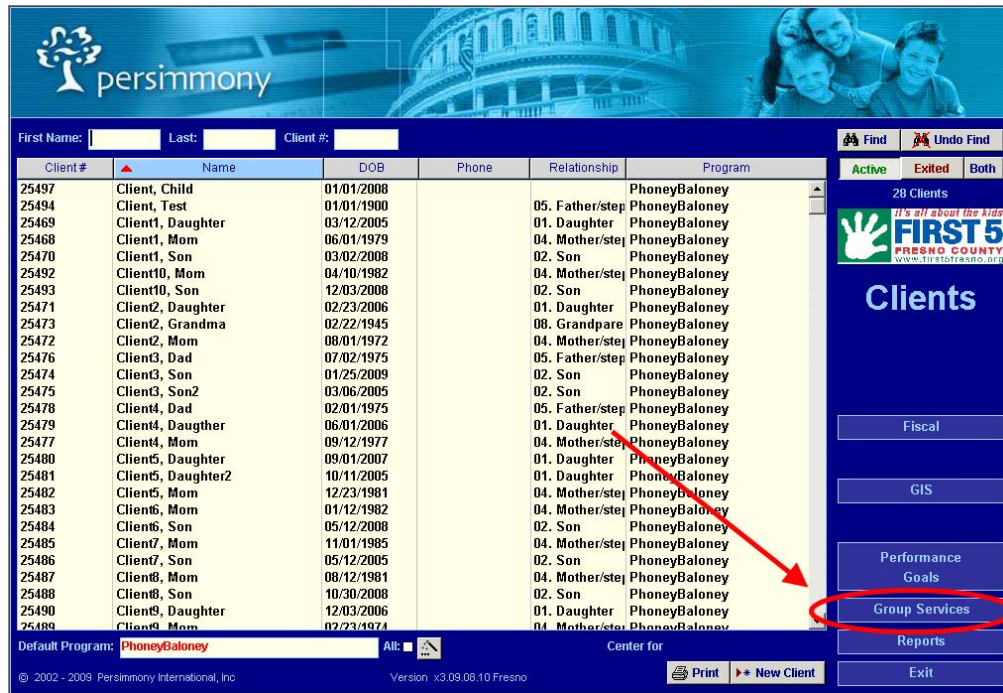 persimmony
First Name: Last: Client #: Find Undo Find
Client # Name DOB Phone Relationship Program Active Exited Both
25497 Client, Child 01/01/2008 PhoneyBaloney
25494 Client, Test 01/01/1900 05. Father/step PhoneyBaloney
25469 Client1, Daughter 03/12/2005 01. Daughter PhoneyBaloney
25468 Client1, Mom 06/01/1979 04. Mother/step PhoneyBaloney
25470 Client1, Son 03/02/2008 02. Son PhoneyBaloney
25492 Client10, Mom 04/10/1982 04. Mother/step PhoneyBaloney
25493 Client10, Son 12/03/2008 02. Son PhoneyBaloney
25471 Client2, Daughter 02/23/2006 01. Daughter PhoneyBaloney
25473 Client2, Grandma 02/22/1945 08. Grandpare PhoneyBaloney
25472 Client2, Mom 08/01/1972 04. Mother/step PhoneyBaloney
25476 Client3, Dad 07/02/1975 05. Father/step PhoneyBaloney
25474 Client3, Son 01/25/2009 02. Son PhoneyBaloney
25475 Client3, Son2 03/06/2005 02. Son PhoneyBaloney
25478 Client4, Dad 02/01/1975 05. Father/step PhoneyBaloney
25479 Client4, Daugther 06/01/2006 01. Daughter PhoneyBaloney
25477 Client4, Mom 09/12/1977 04. Mother/step PhoneyBaloney
25480 Client5, Daughter 09/01/2007 01. Daughter PhoneyBaloney
25481 Client5, Daughter2 10/11/2005 01. Daughter PhoneyBaloney
25482 Client5, Mom 12/23/1981 04. Mother/step PhoneyBaloney
25483 Client6, Mom 01/12/1982 04. Mother/step PhoneyBaloney
25484 Client6, Son 05/12/2008 02. Son PhoneyBaloney
25485 Client7, Mom 11/01/1985 04. Mother/step PhoneyBaloney
25486 Client7, Son 05/12/2005 02. Son PhoneyBaloney
25487 Client8, Mom 08/12/1981 04. Mother/step PhoneyBaloney
25488 Client8, Son 10/30/2008 02. Son PhoneyBaloney
25490 Client9, Daughter 12/03/2006 01. Daughter PhoneyBaloney
25489 Client9, Mom 02/23/1974 04. Mother/step PhoneyBaloney
28 Clients
it's all about the kids
FIRST 5
FRESNO COUNTY
www.first5fresno.org
Clients
Fiscal
GIS
Performance
Goals
Group Services
Reports
Exit
Default Program: PhoneyBaloney All: Center for
© 2002 - 2009 Persimmony International, Inc Version x3.09.08.10 Fresno Print New Client